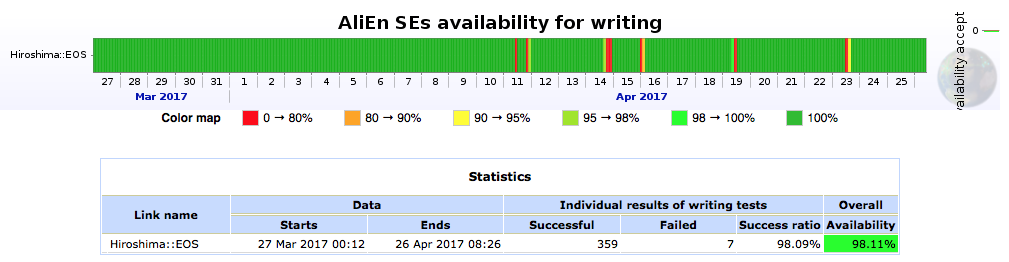 AliEn SEs availability for writing
Hiroshima::EOS
27 28 29 30 31 1 2 3 4 5 6 7 8 9 10 11 12 13 14 15 16 17 18 19 20 21 22 23 24 25
Mar 2017 Apr 2017
0
availability accept
Color map 0 → 80% 80 → 90% 90 → 95% 95 → 98% 98 → 100% 100%
Statistics
Link name Data Individual results of writing tests Overall
Starts Ends Successful Failed Success ratio Availability
Hiroshima::EOS 27 Mar 2017 00:12 26 Apr 2017 08:26 359 7 98.09% 98.11%